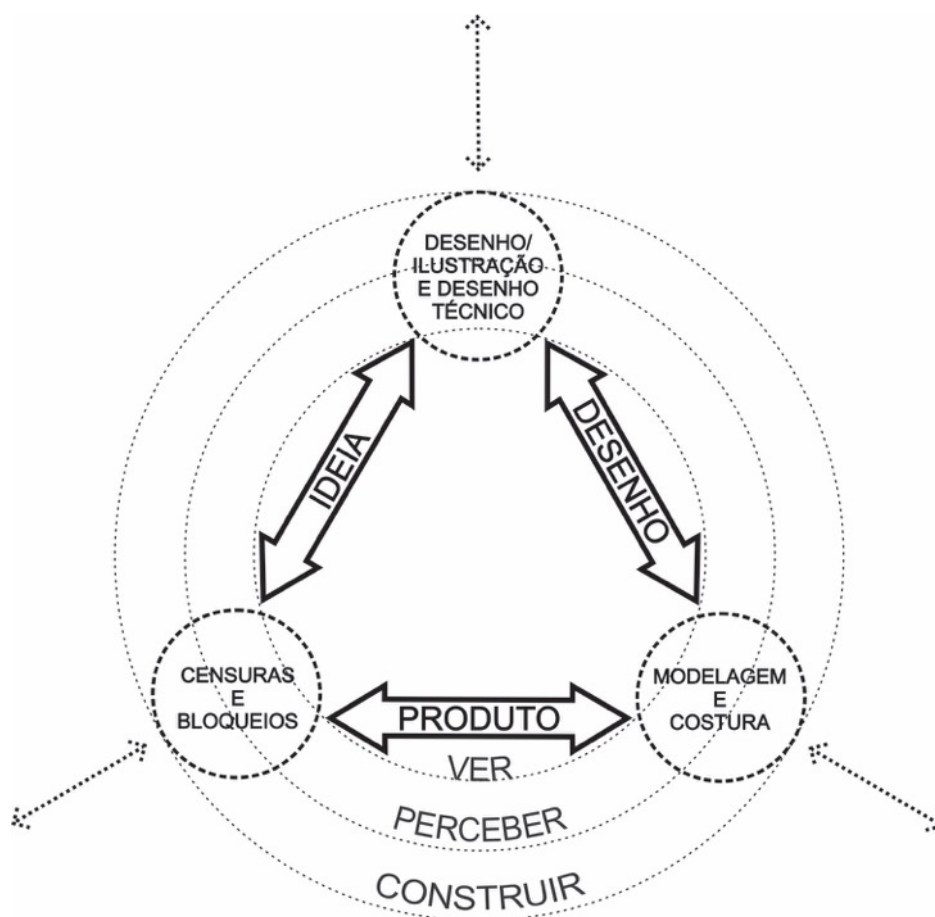 DESENHO/
ILUSTRAÇÃO
E DESENHO
TÉCNICO
IDEIA
DESENHO
CENSURAS
E
BLOQUEIOS
PRODUTO
MODELAGEM
E
COSTURA
VER
PERCEBER
CONSTRUIR